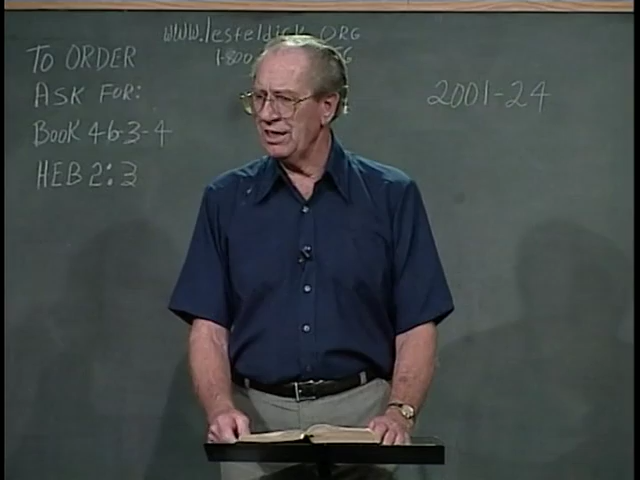 www.lesfeldick.ORG
1-800
TO ORDER
ASK FOR:
Book 46-3-4
HEB 2:3
2001-24